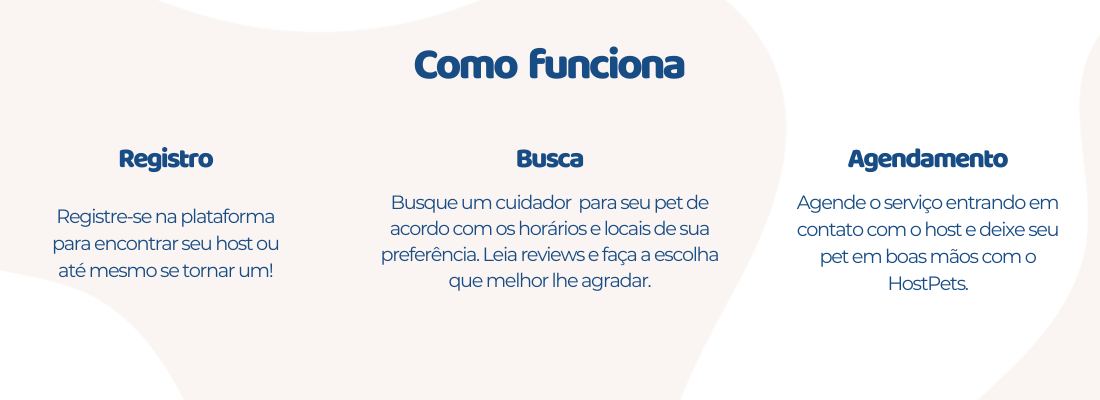 Como funciona
Registro
Registre-se na plataforma
para encontrar seu host ou
até mesmo se tornar um!
Busca
Busque um cuidador  para seu pet de
acordo com os horários e locais de sua
preferência. Leia reviews e faça a escolha
que melhor lhe agradar.
Agendamento
Agende o serviço entrando em
contato com o host e deixe seu
pet em boas mãos com o
HostPets.